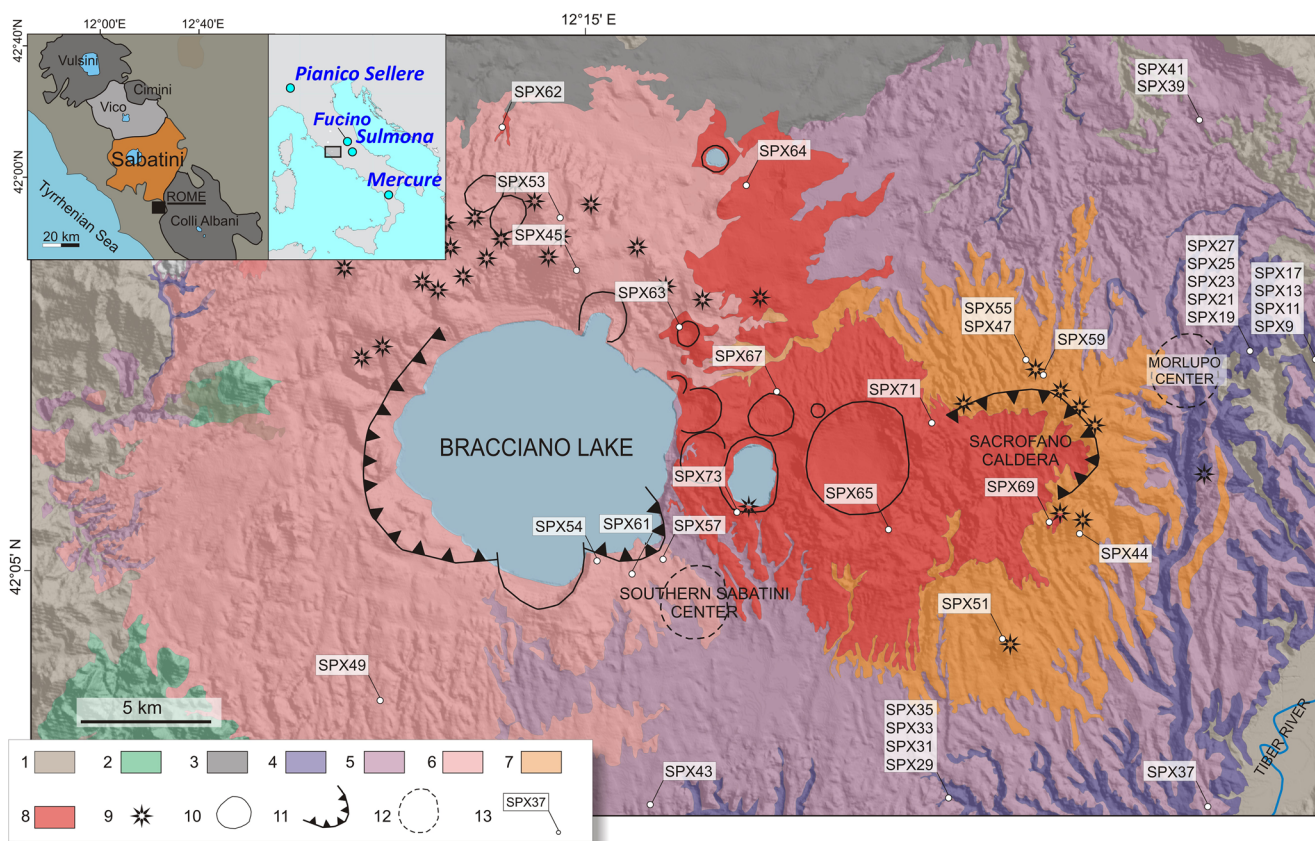 12°00'E
12°40'E
12°15' E
42°40'N
42°00'N
42°05' N
Vulsini
Cimini
Vico
Sabatini
ROME
Colli Albani
Tyrrhenian Sea
20 km
Pianico Sellere
Fucino
Sulmona
Mercure
SPX62
SPX41
SPX39
SPX64
SPX53
SPX45
SPX27
SPX25
SPX23
SPX21
SPX19
SPX17
SPX13
SPX11
SPX9
SPX63
SPX55
SPX47
SPX59
SPX67
MORLUPO
CENTER
SPX71
BRACCIANO LAKE
SACROFANO
CALDERA
SPX73
SPX65
SPX69
SPX54
SPX61
SPX57
SPX44
SOUTHERN SABATINI
CENTER
SPX51
SPX49
5 km
SPX35
SPX33
SPX31
SPX29
SPX43
SPX37
TIBER RIVER
1
2
3
4
5
6
7
8
9
10
11
12
13
SPX37